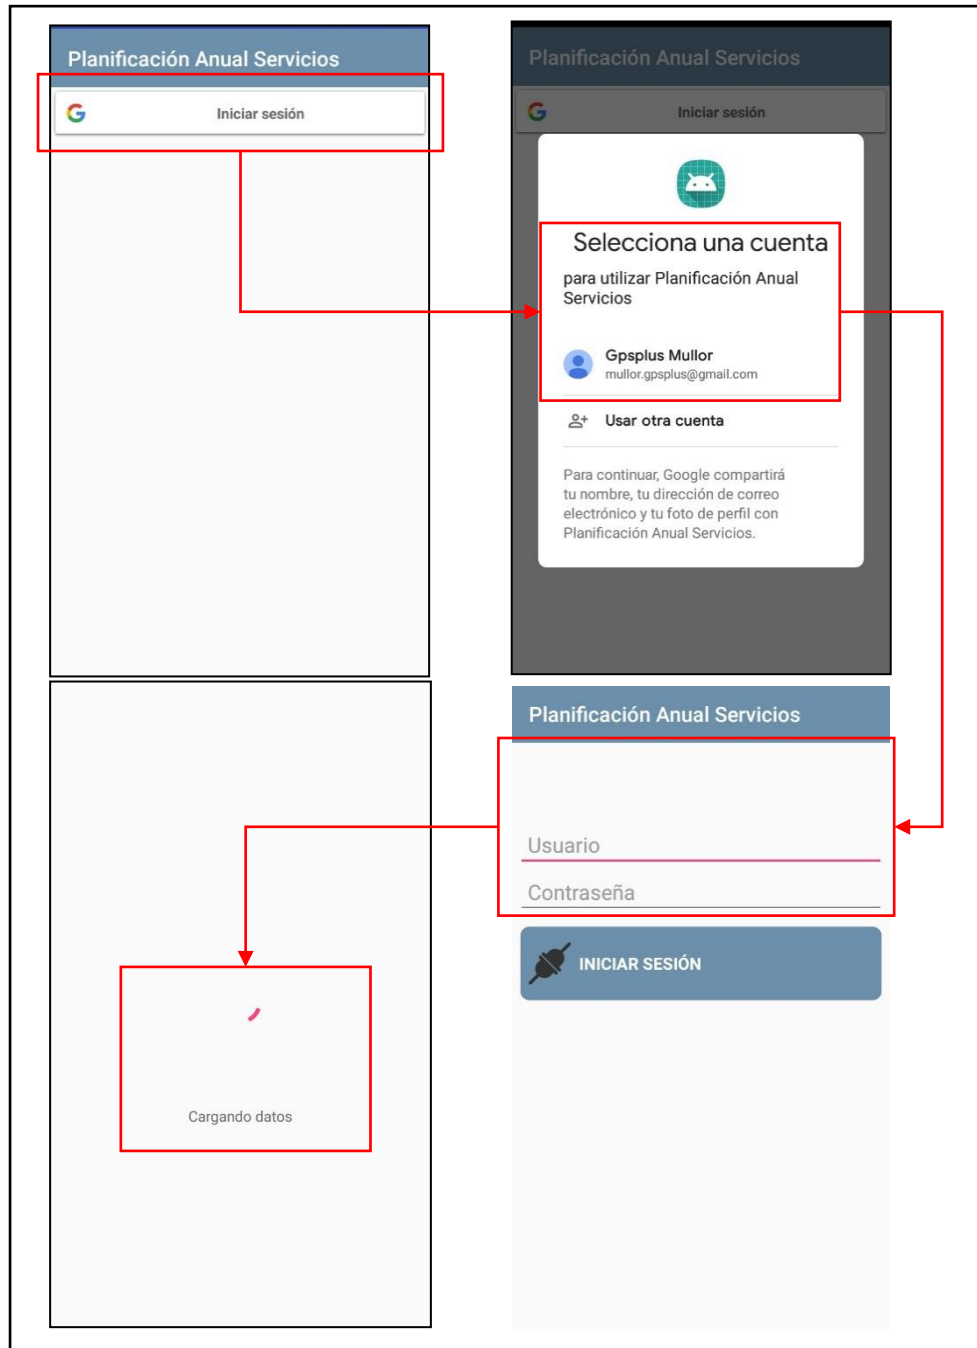 Planificación Anual Servicios
Iniciar sesión
Planificación Anual Servicios
Iniciar sesión
Selecciona una cuenta
para utilizar Planificación Anual
Servicios
Gpsplus Mullor
mullor.gpsplus@gmail.com
Usar otra cuenta
Para continuar, Google compartirá
tu nombre, tu dirección de correo
electrónico y tu foto de perfil con
Planificación Anual Servicios.
Planificación Anual Servicios
Usuario
Contraseña
INICIAR SESIÓN
Cargando datos